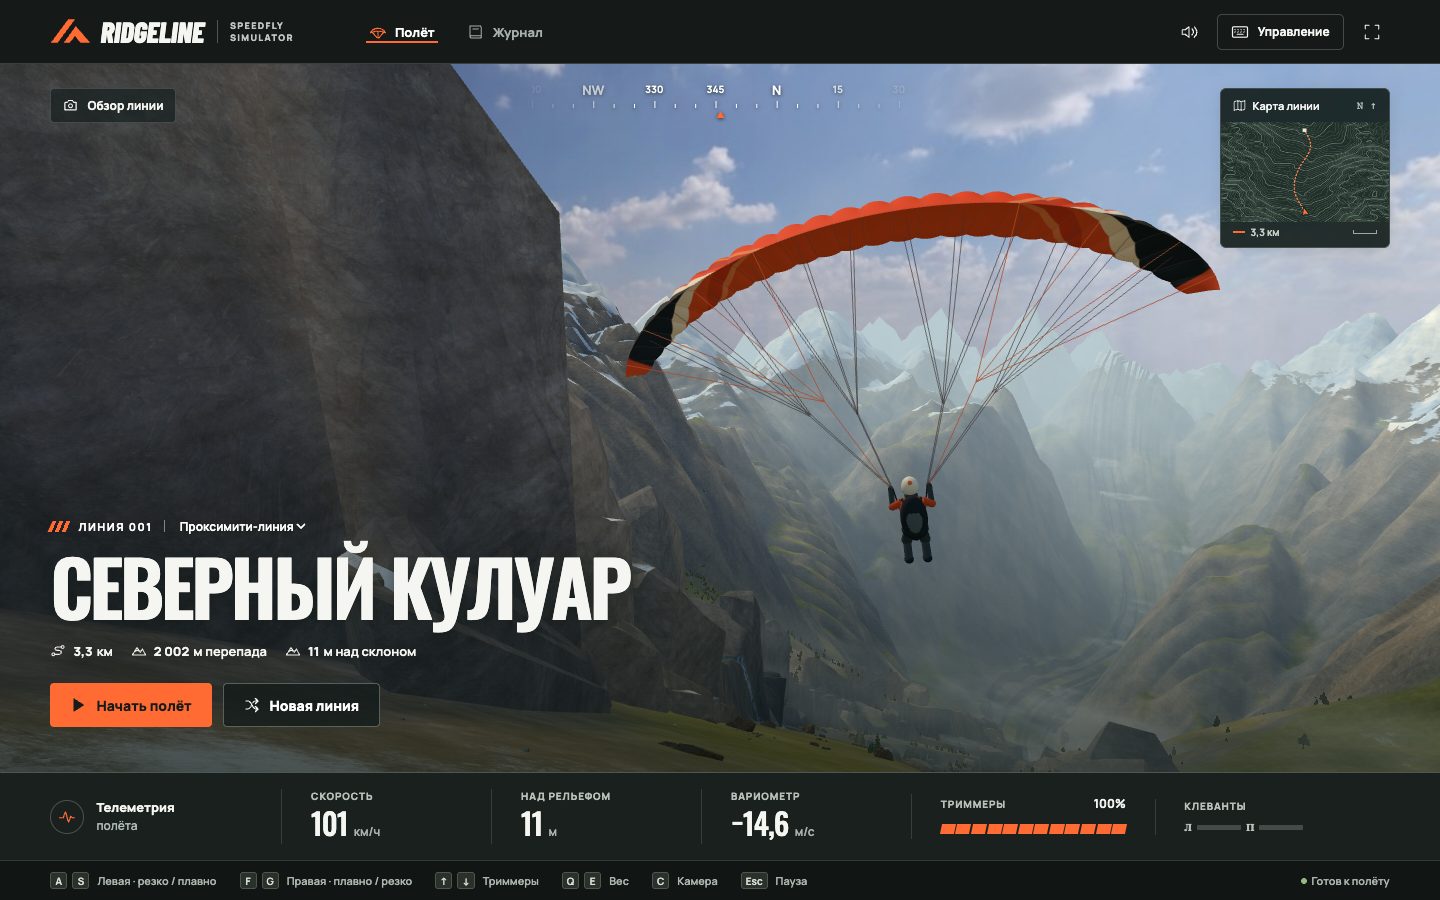 RIDGELINE
SPEEDFLY
SIMULATOR
Полёт
Журнал
Управление
Обзор линии
NW 330 345 N 15 30
Карта линии N ↑
3,3 км
ЛИНИЯ 001
Проксимити-линия
СЕВЕРНЫЙ КУЛУАР
3,3 км 2 002 м перепада 11 м над склоном
Начать полёт
Новая линия
Телеметрия
полёта
СКОРОСТЬ
101 км/ч
НАД РЕЛЬЕФОМ
11 м
ВАРИОМЕТР
−14,6 м/с
ТРИММЕРЫ 100%
КЛЕВАНТЫ
Л П
A S Левая · резко / плавно F G Правая · плавно / резко ↑ ↓ Триммеры Q E Вес C Камера Esc Пауза
Готов к полёту